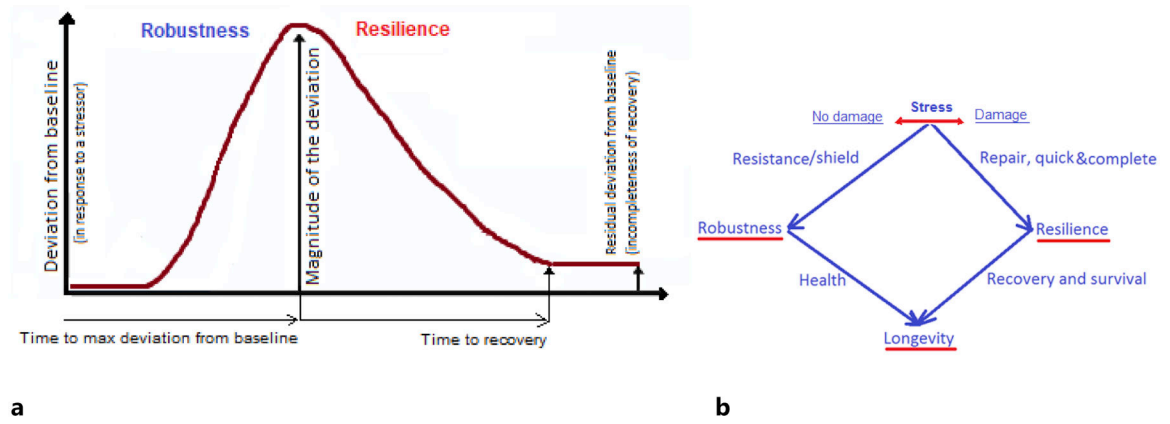 Robustness
Resilience
Deviation from baseline
(in response to a stressor)
Magnitude of the deviation
Residual deviation from baseline
(incompleteness of recovery)
Time to max deviation from baseline
Time to recovery
a
Stress
No damage
Damage
Resistance/shield
Repair, quick&complete
Robustness
Resilience
Health
Recovery and survival
Longevity
b